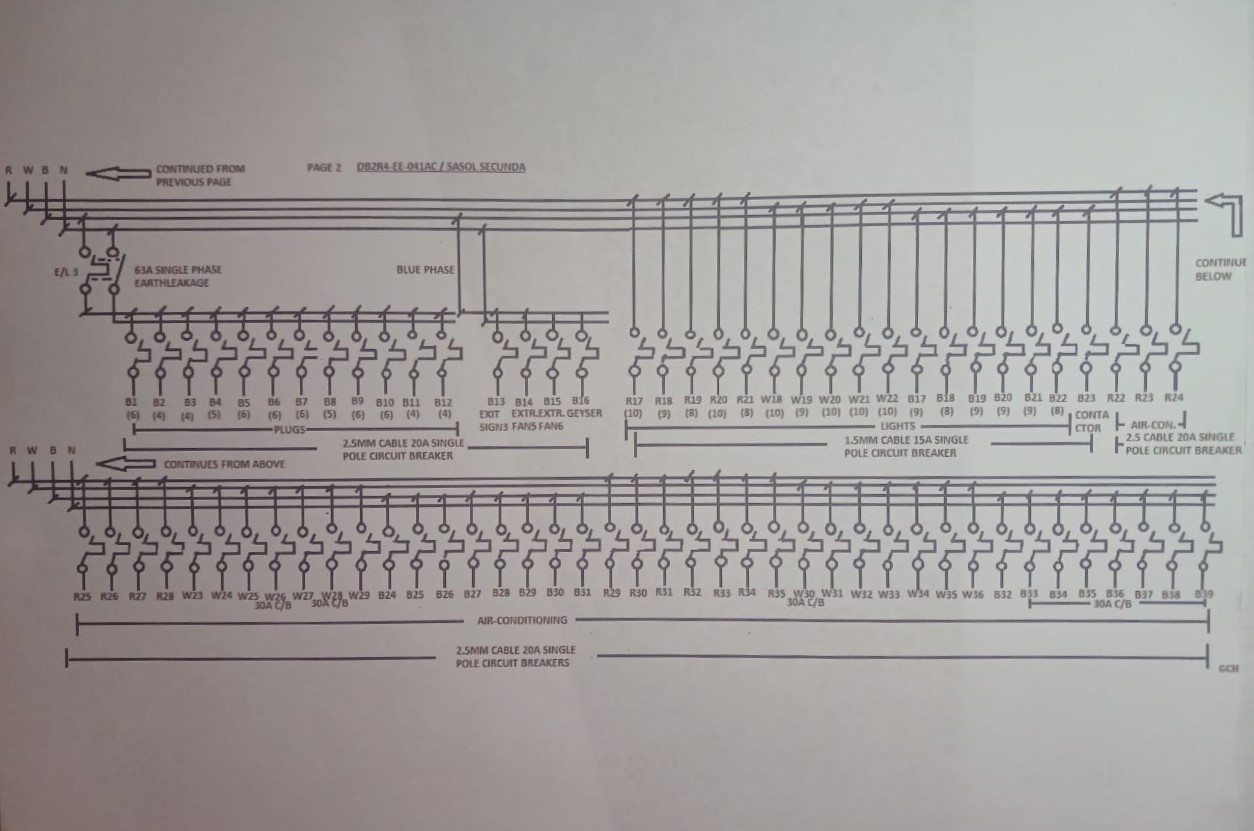 R W B N
CONTINUED FROM
PREVIOUS PAGE
PAGE 2 DB2R4-EE-041AC / SASOL SECUNDA
E/L 3
63A SINGLE PHASE
EARTHLEAKAGE
BLUE PHASE
CONTINUE
BELOW
B1 B2 B3 B4 B5 B6 B7 B8 B9 B10 B11 B12 B13 B14 B15 B16 R17 R18 R19 R20 R21 W18 W19 W20 W21 W22 B17 B18 B19 B20 B21 B22 B23 R22 R23 R24
(6) (4) (4) (5) (6) (6) (6) (5) (6) (6) (4) (4) EXIT EXTR. EXTR. GEYSER (10) (9) (8) (10) (8) (10) (9) (10) (10) (10) (9) (8) (9) (9) (9) (8) CONTA
SIGN3 FAN5 FAN6 CTOR
PLUGS LIGHTS AIR-CON.
2.5MM CABLE 20A SINGLE
POLE CIRCUIT BREAKER
1.5MM CABLE 15A SINGLE
POLE CIRCUIT BREAKER
2.5 CABLE 20A SINGLE
POLE CIRCUIT BREAKER
R W B N
CONTINUES FROM ABOVE
R25 R26 R27 R28 W23 W24 W25 W26 W27 W28 W29 B24 B25 B26 B27 B28 B29 B30 B31 R29 R30 R31 R32 R33 R34 R35 W30 W31 W32 W33 W34 W35 W36 B32 B33 B34 B35 B36 B37 B38 B39
30A C/B 30A C/B 30A C/B 30A C/B
AIR-CONDITIONING
2.5MM CABLE 20A SINGLE
POLE CIRCUIT BREAKERS
GCH